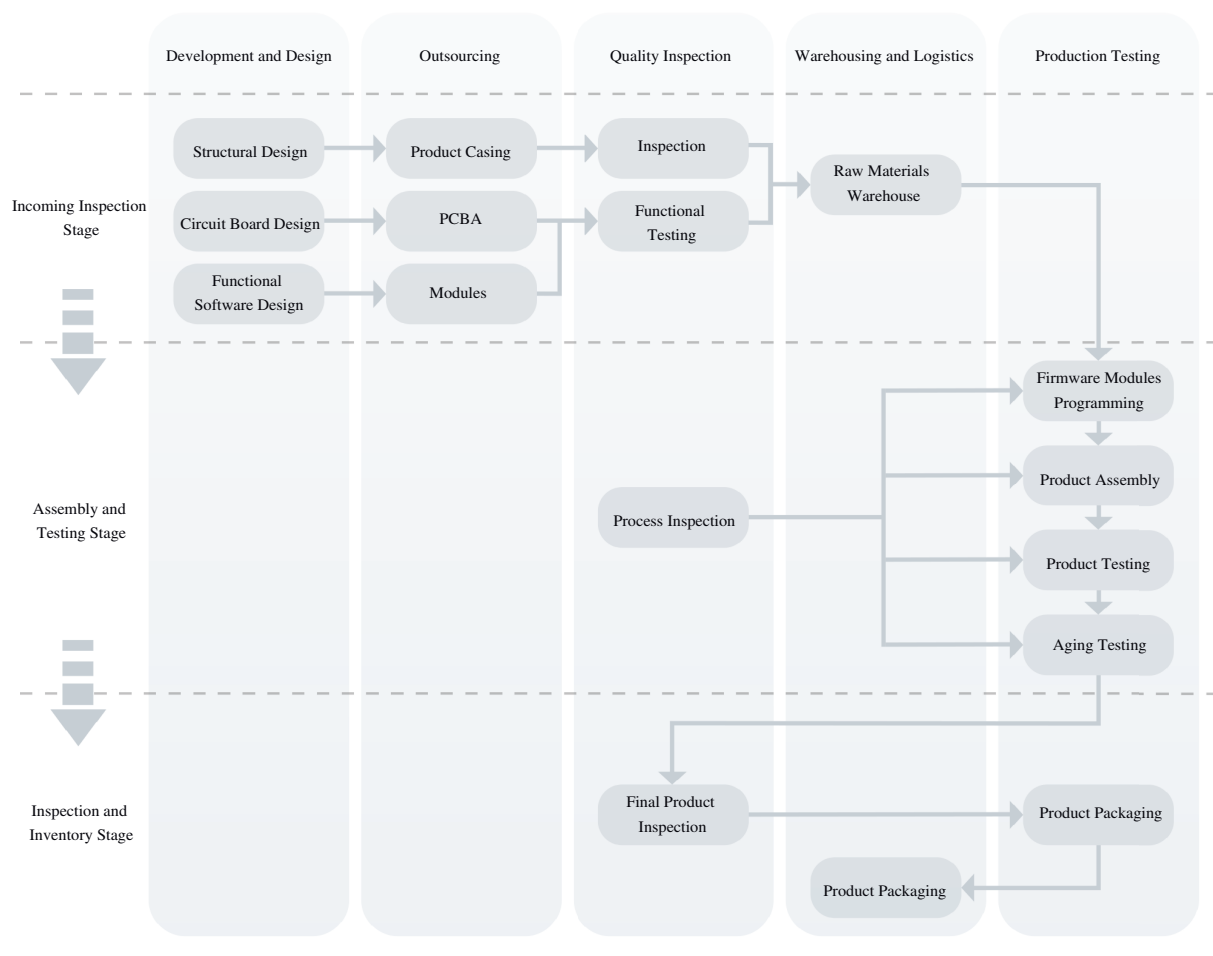 Development and Design
Outsourcing
Quality Inspection
Warehousing and Logistics
Production Testing
Incoming Inspection
Stage
Structural Design
Product Casing
Inspection
Raw Materials
Warehouse
Circuit Board Design
PCBA
Functional
Testing
Functional
Software Design
Modules
Assembly and
Testing Stage
Process Inspection
Firmware Modules
Programming
Product Assembly
Product Testing
Aging Testing
Inspection and
Inventory Stage
Final Product
Inspection
Product Packaging
Product Packaging